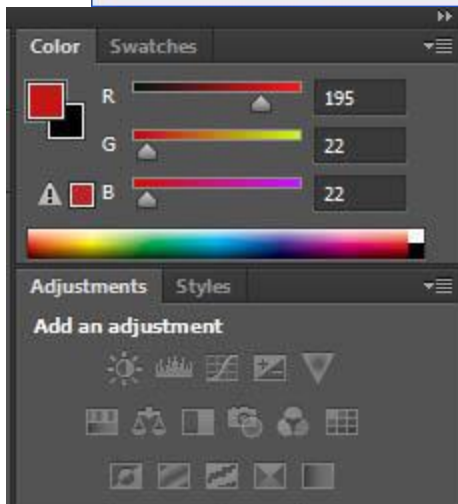 Color Swatches
R 195
G 22
B 22
Adjustments Styles
Add an adjustment